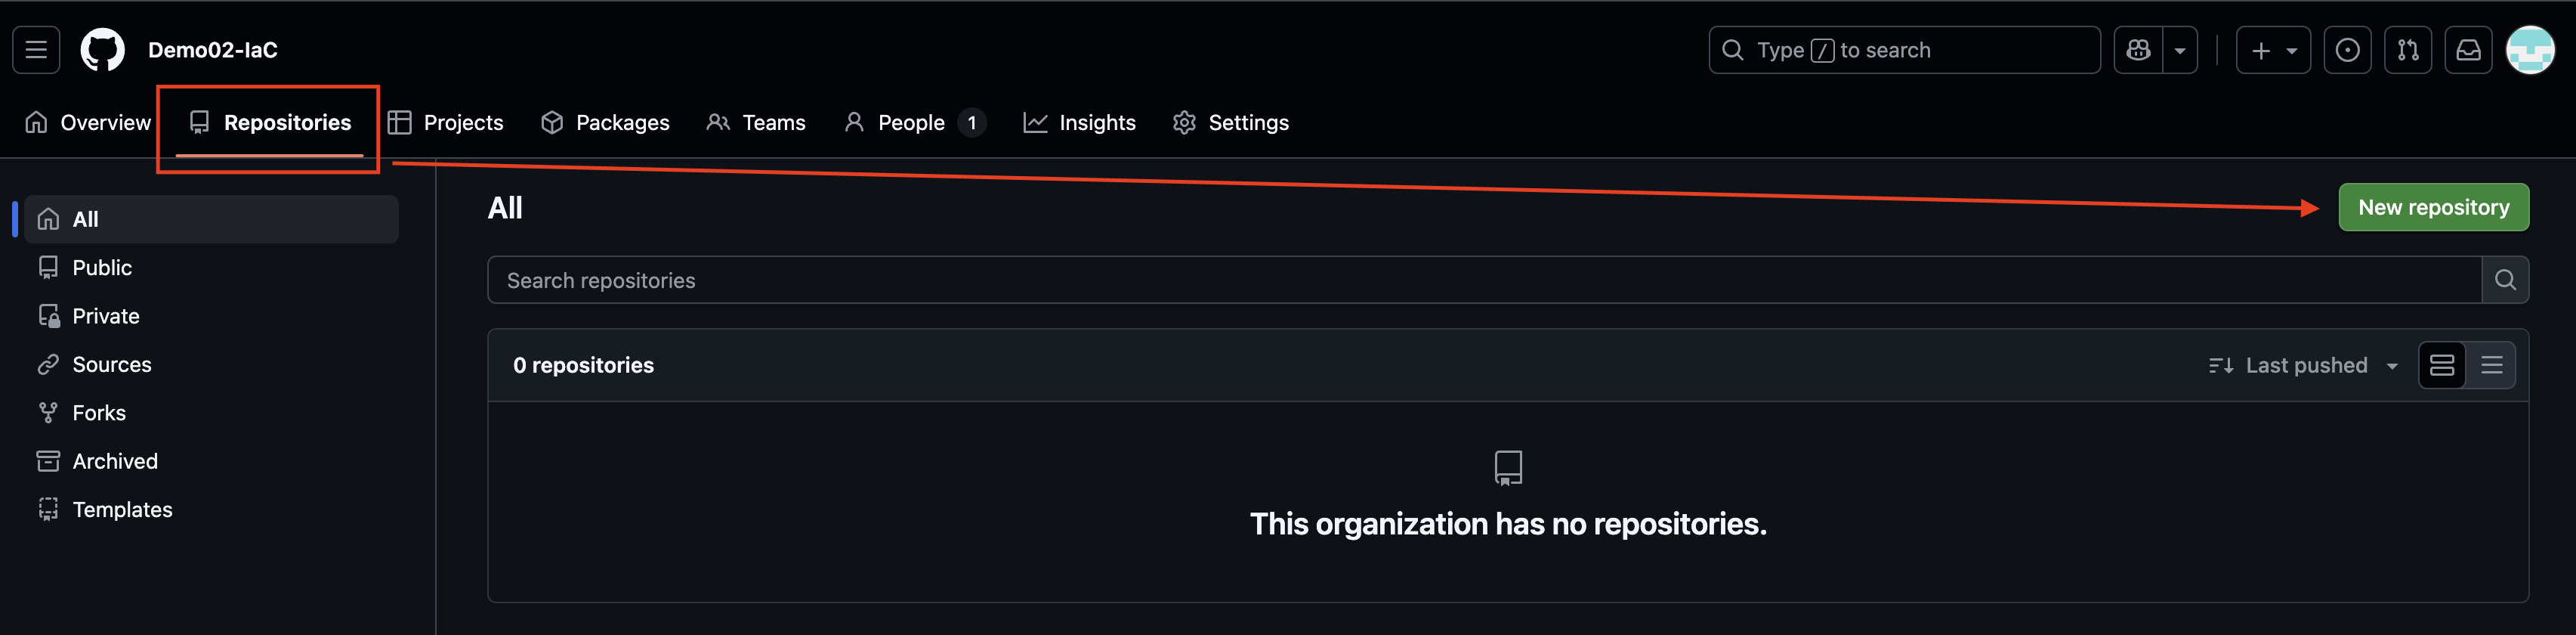 Demo02-IaC
Type / to search
Overview Repositories Projects Packages Teams People 1 Insights Settings
All
Public
Private
Sources
Forks
Archived
Templates
All
New repository
Search repositories
0 repositories
Last pushed
This organization has no repositories.